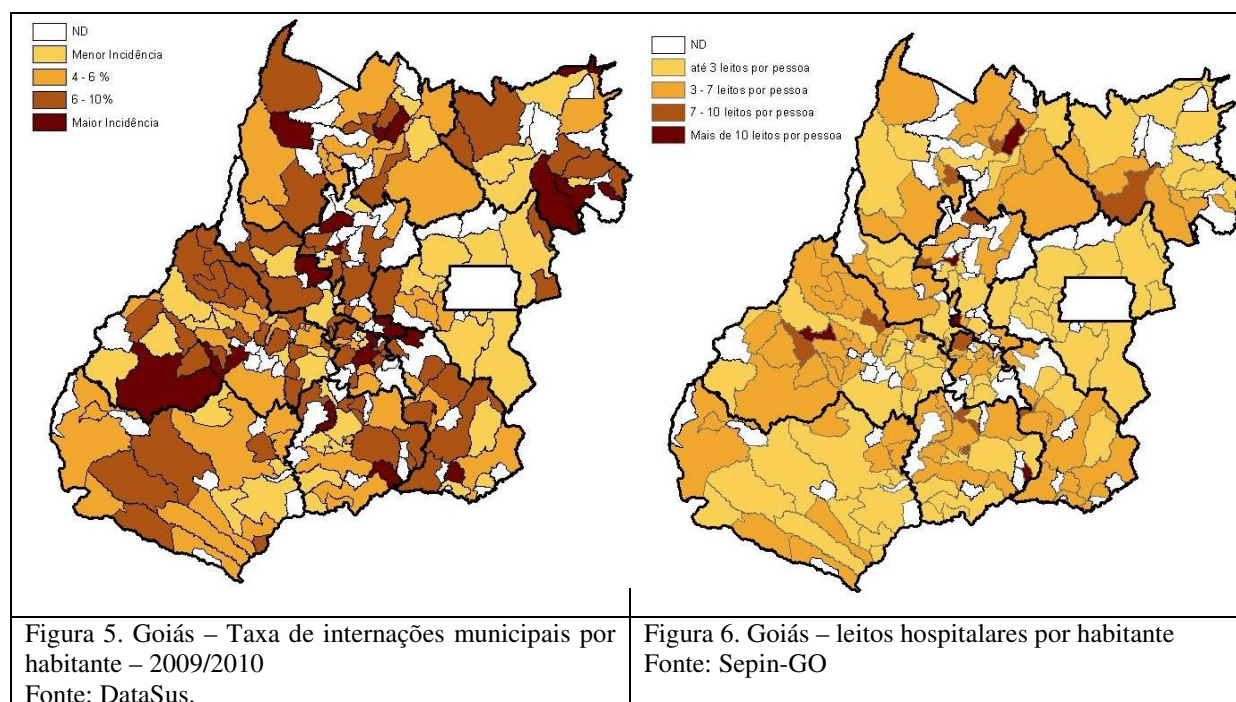 ND
Menor Incidência
4 - 6 %
6 - 10%
Maior Incidência
ND
até 3 leitos por pessoa
3 - 7 leitos por pessoa
7 - 10 leitos por pessoa
Mais de 10 leitos por pessoa
Figura 5. Goiás – Taxa de internações municipais por
habitante – 2009/2010
Fonte: DataSus.
Figura 6. Goiás – leitos hospitalares por habitante
Fonte: Sepin-GO